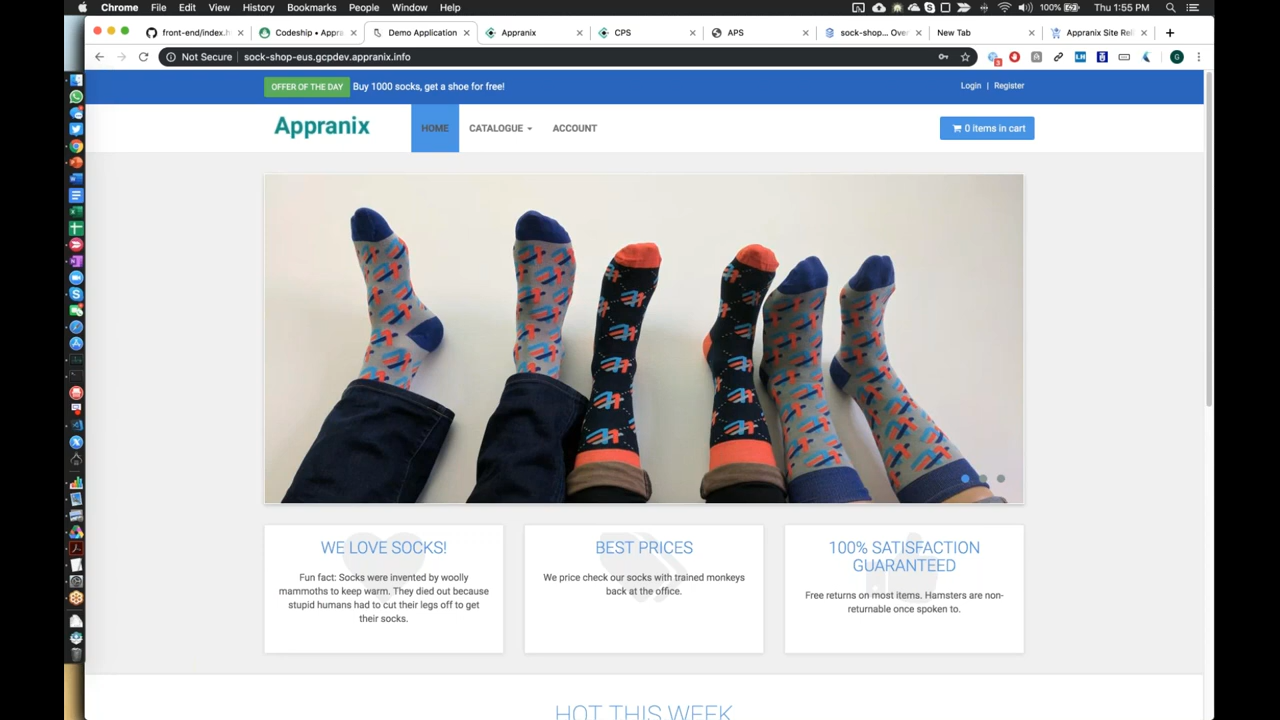 Chrome File Edit View History Bookmarks People Window Help 100% Thu 1:55 PM
front-end/index.h Codeship – Appra Demo Application Appranix CPS APS sock-shop... Over New Tab Appranix Site Reli
Not Secure | sock-shop-eus.gcpdev.appranix.info
OFFER OF THE DAY Buy 1000 socks, get a shoe for free! Login | Register
Appranix HOME CATALOGUE ACCOUNT 0 items in cart
WE LOVE SOCKS!
Fun fact: Socks were invented by woolly
mammoths to keep warm. They died out because
stupid humans had to cut their legs off to get
their socks.
BEST PRICES
We price check our socks with trained monkeys
back at the office.
100% SATISFACTION
GUARANTEED
Free returns on most items. Hamsters are non-
returnable once spoken to.
HOT THIS WEEK